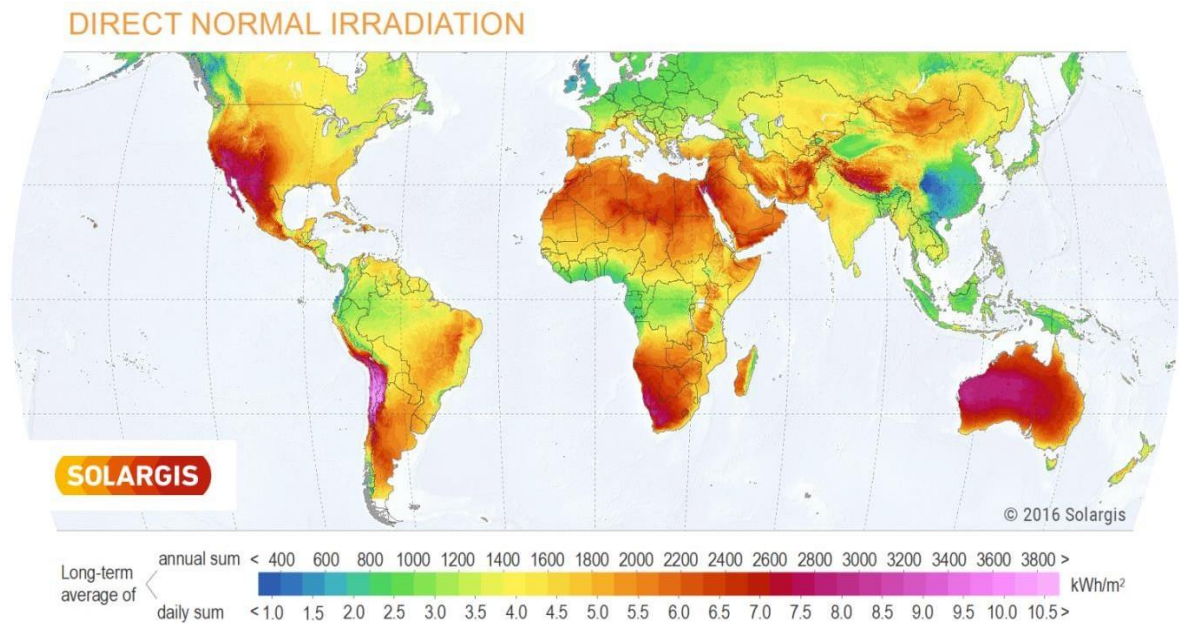 DIRECT NORMAL IRRADIATION
SOLARGIS
© 2016 Solargis
Long-term average of
annual sum < 400 600 800 1000 1200 1400 1600 1800 2000 2200 2400 2600 2800 3000 3200 3400 3600 3800 >
kWh/m²
daily sum < 1.0 1.5 2.0 2.5 3.0 3.5 4.0 4.5 5.0 5.5 6.0 6.5 7.0 7.5 8.0 8.5 9.0 9.5 10.0 10.5 >